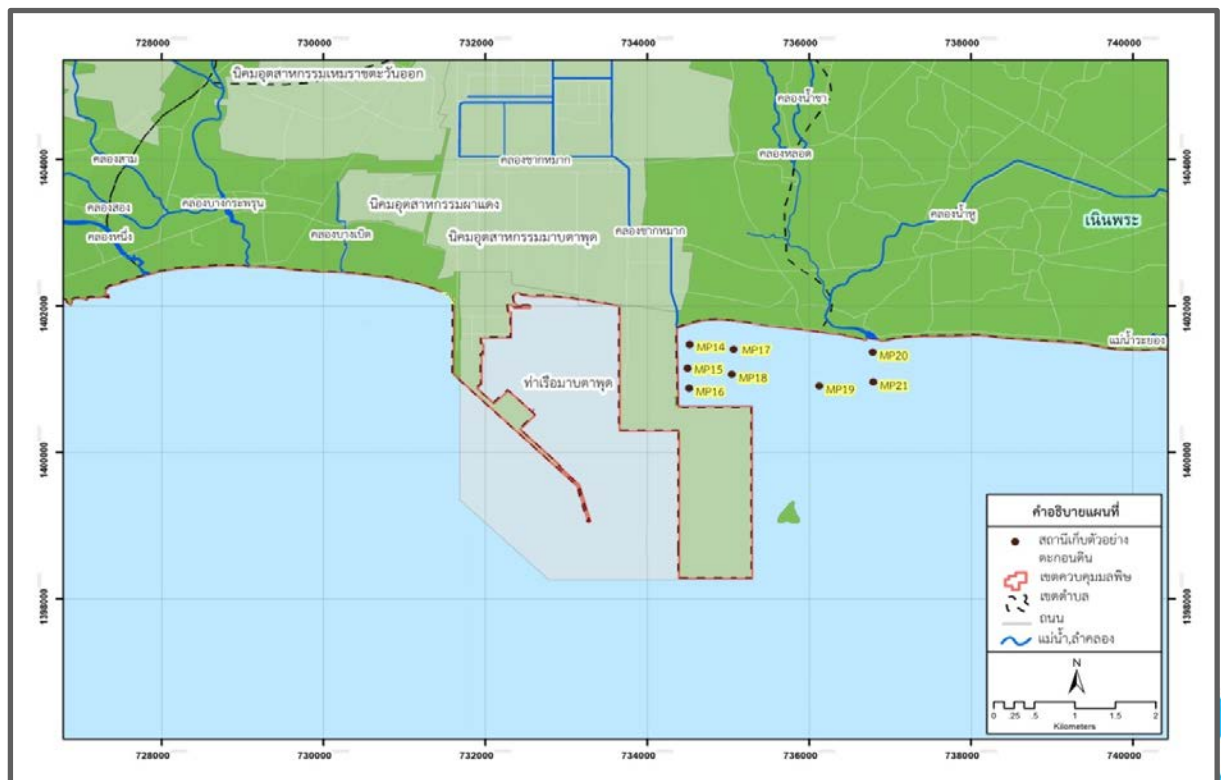 728000 730000 732000 734000 736000 738000 740000
นิคมอุตสาหกรรมเหมราชตะวันออก
คลองน้ำชา
1404000
คลองสาม
คลองชากหมาก
คลองหลอด
1404000
คลองสอง
คลองบางกระพรุน
นิคมอุตสาหกรรมผาแดง
คลองน้ำหู
เนินพระ
คลองหนึ่ง
คลองบางเบิด
นิคมอุตสาหกรรมมาบตาพุด
คลองชากหมาก
1402000
1402000
แม่น้ำระยอง
MP14
MP17
MP20
MP15
MP18
ท่าเรือมาบตาพุด
MP16
MP19
MP21
1400000
1400000
คำอธิบายแผนที่
สถานีเก็บตัวอย่าง
ตะกอนดิน
เขตควบคุมมลพิษ
เขตตำบล
ถนน
แม่น้ำ,ลำคลอง
1398000
1398000
N
0 .25 .5 1 1.5 2
Kilometers
728000 730000 732000 734000 736000 738000 740000